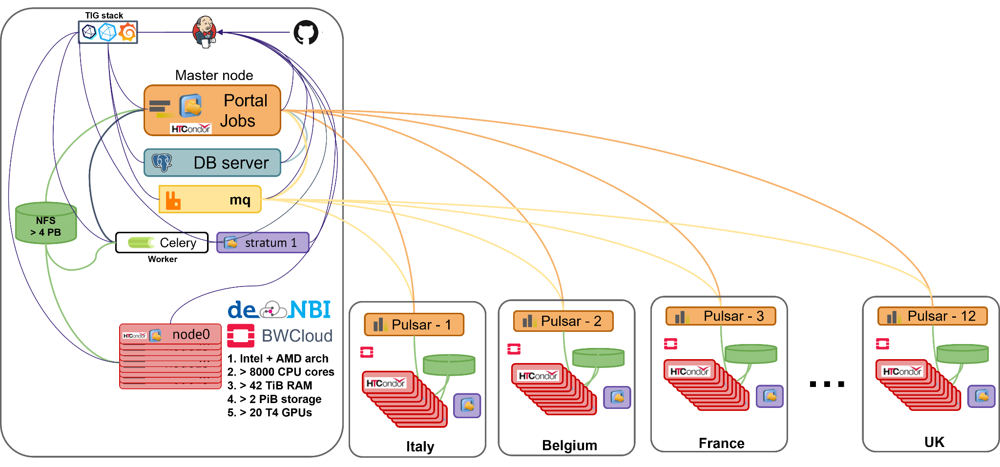 TIG stack
Master node
Portal
Jobs
HTCondor
DB server
mq
NFS
> 4 PB
Celery
Worker
stratum 1
de NBI
BWCloud
HTCondor
node0
1. Intel + AMD arch
2. > 8000 CPU cores
3. > 42 TiB RAM
4. > 2 PiB storage
5. > 20 T4 GPUs
Pulsar - 1
HTCondor
Italy
Pulsar - 2
HTCondor
Belgium
Pulsar - 3
HTCondor
France
...
Pulsar - 12
HTCondor
UK